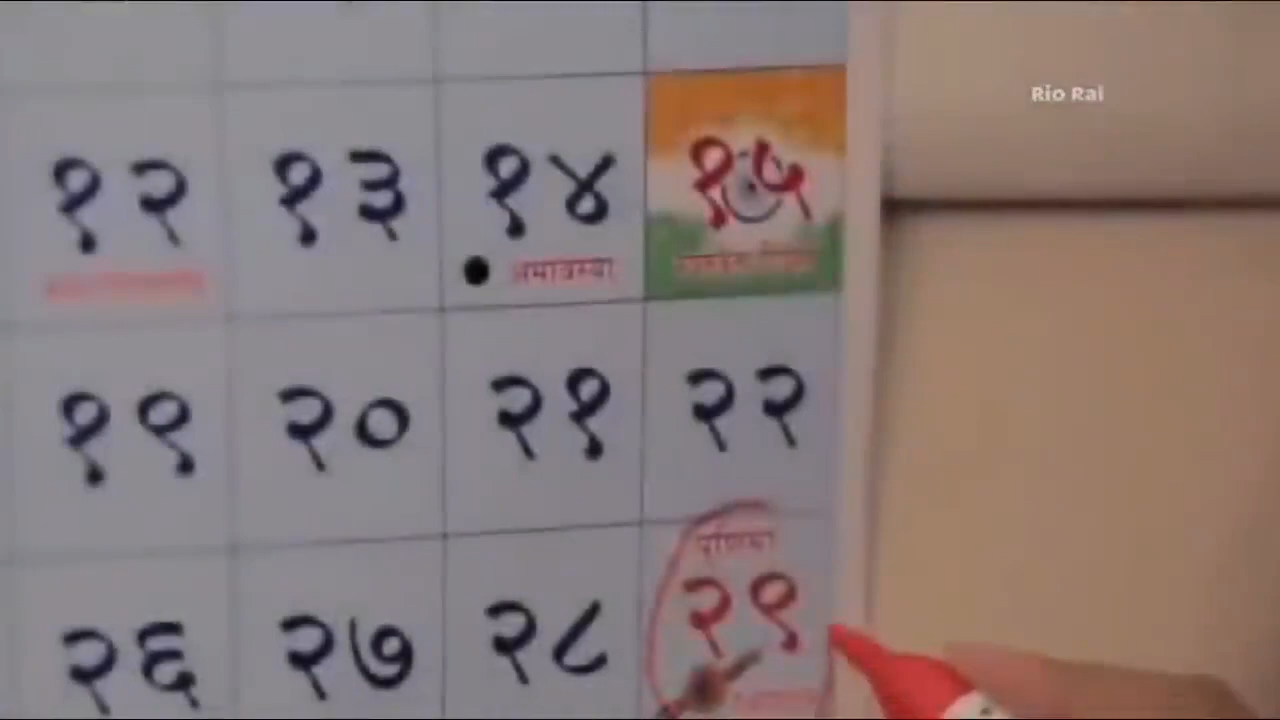 Rio Rai
१२ १३ १४ १५
अमावस्या
१९ २० २१ २२
पूर्णिमा
२६ २७ २८ २९